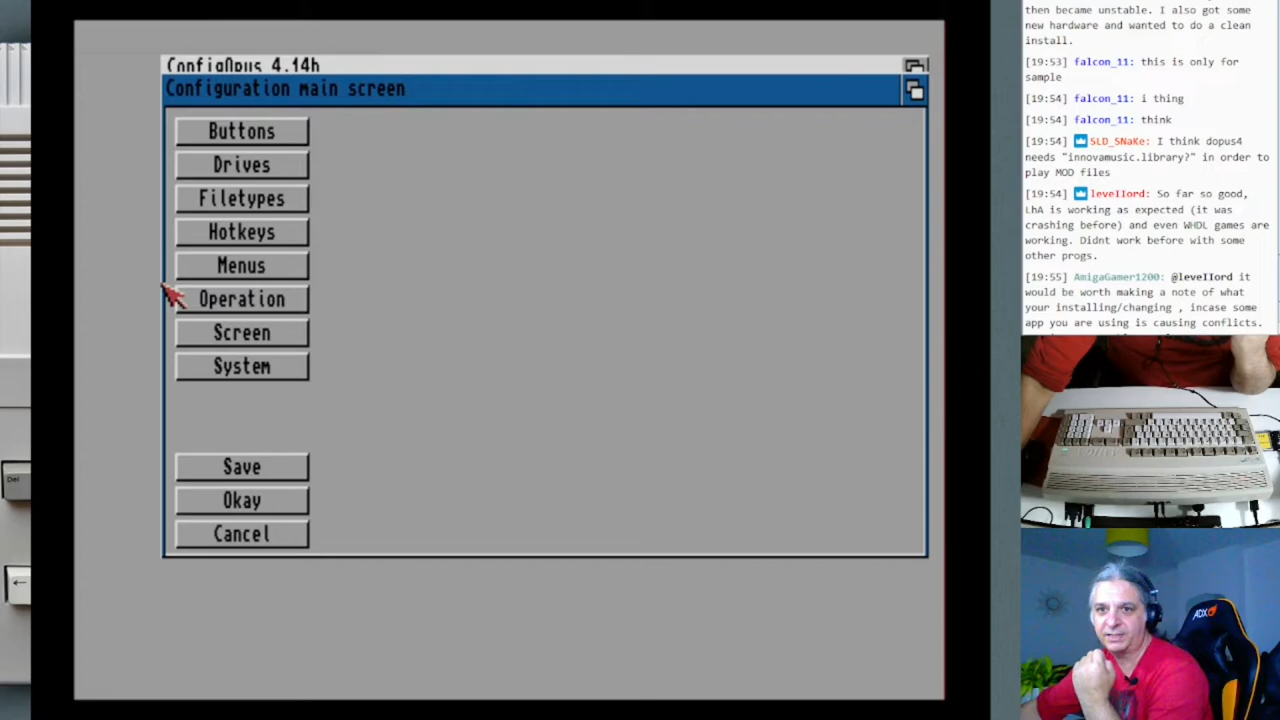 ConfigOpus 4.14h
Configuration main screen
Buttons
Drives
Filetypes
Hotkeys
Menus
Operation
Screen
System
Save
Okay
Cancel
then became unstable. I also got some
new hardware and wanted to do a clean
install.
[19:53] falcon_11: this is only for
sample
[19:54] falcon_11: i thing
[19:54] falcon_11: think
[19:54] SLD_SNaKe: I think dopus4
needs "innovamusic.library?" in order to
play MOD files
[19:54] leveIIord: So far so good,
LhA is working as expected (it was
crashing before) and even WHDL games are
working. Didnt work before with some
other progs.
[19:55] AmigaGamer1200: @leveIIord it
would be worth making a note of what
your installing/changing , incase some
app you are using is causing conflicts.
Del
ADX